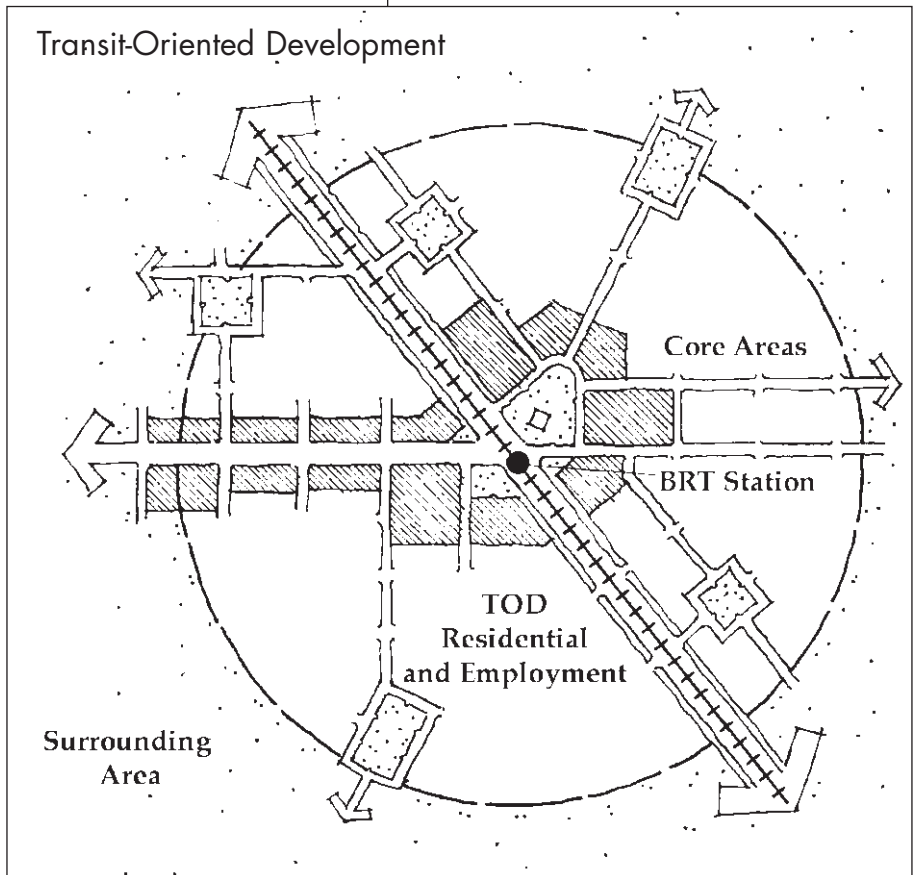 Transit-Oriented Development
Core Areas
BRT Station
TOD
Residential
and Employment
Surrounding
Area